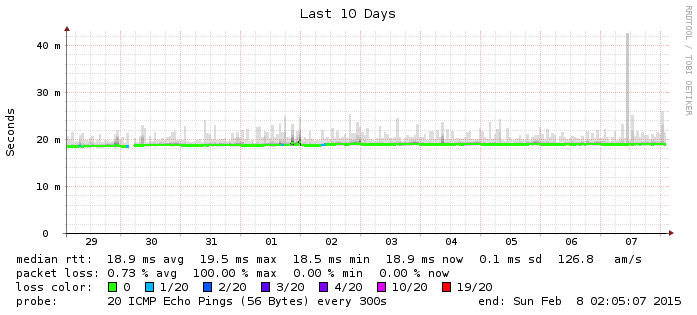 Last 10 Days
RRDTOOL / TOBI OETIKER
Seconds
40 m
30 m
20 m
10 m
0
29 30 31 01 02 03 04 05 06 07
median rtt: 18.9 ms avg 19.5 ms max 18.5 ms min 18.9 ms now 0.1 ms sd 126.8 am/s
packet loss: 0.73 % avg 100.00 % max 0.00 % min 0.00 % now
loss color: 0 1/20 2/20 3/20 4/20 10/20 19/20
probe: 20 ICMP Echo Pings (56 Bytes) every 300s end: Sun Feb 8 02:05:07 2015